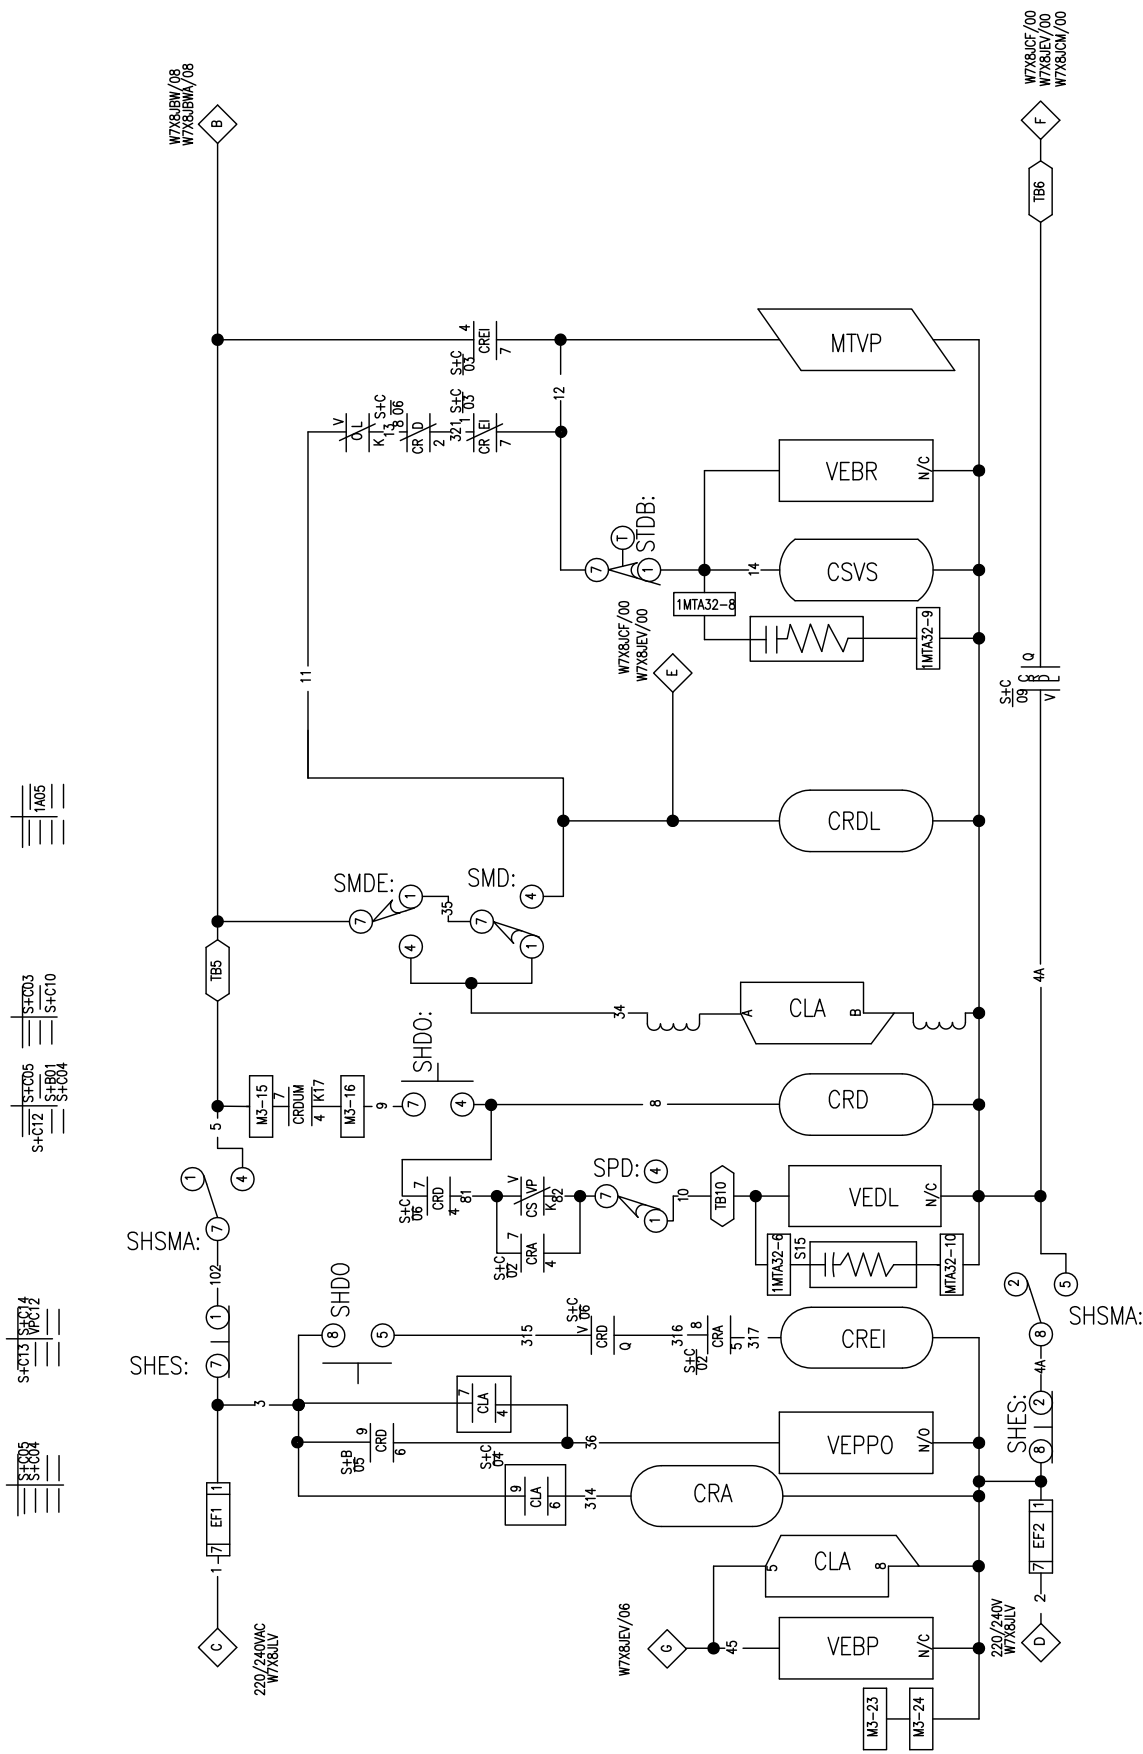 W7X8JBW/08
W7X8JBWA/08
B
W7X8JCF/00
W7X8JEV/00
W7X8JCM/00
F
TB6
S+C
03
4
CREI
7
MTVP
12
V
OL
K
13
S+C
06
8
CRD
2
321
S+C
03
1
CREI
7
VEBR
N/C
STDB:
T
7
1
14
CSVS
1MTA32-8
1MTA32-9
W7X8JCF/00
W7X8JEV/00
E
11
S+C
09
Q
CRDL
V
1A05
CRDL
SMDE:
7
1
4
35
SMD:
7
4
1
TB5
S+C03
S+C10
34
A
CLA
B
4A
S+C05
S+B01
S+C12
S+C04
SHDO:
5
M3-15
7
CRDUM
4
K17
M3-16
9
7
4
8
CRD
1
4
7
SHSMA:
S+C
06
7
CRD
4
81
V
CSVP
K
82
S+C
02
7
CRA
4
SPD:
4
7
1
10
TB10
VEDL
N/C
1MTA32-6
S15
MTA32-10
102
2
5
8
SHSMA:
S+C14
VPC12
S+C13
1
7
SHES:
SHDO
8
5
315
S+C
06
V
CRD
Q
316
S+C
02
8
CRA
5
317
CREI
4A
SHES:
2
8
3
7
CLA
4
S+C
04
S+B
05
9
CRD
6
36
VEPPO
N/O
S+C05
S+C04
9
CLA
6
314
CRA
1
EF1
7
1
EF2
7
5
CLA
8
1
C
220/240VAC
W7X8JLV
W7X8JEV/06
G
45
VEBP
N/C
2
220/240V
W7X8JLV
D
M3-23
M3-24